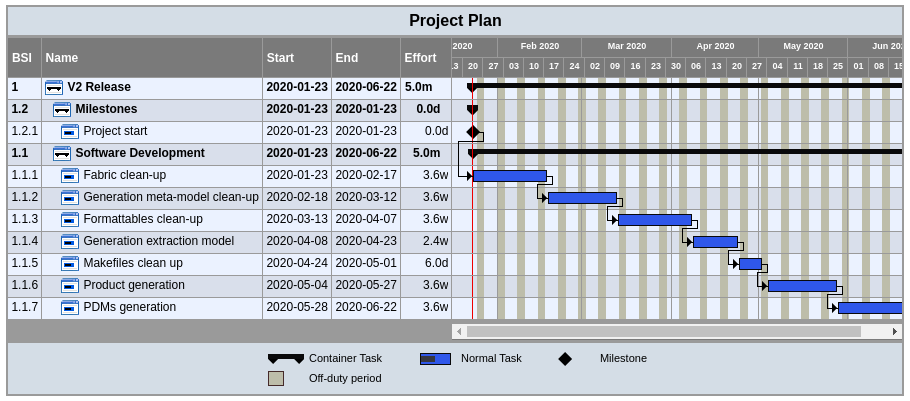 Project Plan
BSI Name Start End Effort 2020 Feb 2020 Mar 2020 Apr 2020 May 2020 Jun 202
3 20 27 03 10 17 24 02 09 16 23 30 06 13 20 27 04 11 18 25 01 08 15
1 V2 Release 2020-01-23 2020-06-22 5.0m
1.2 Milestones 2020-01-23 2020-01-23 0.0d
1.2.1 Project start 2020-01-23 2020-01-23 0.0d
1.1 Software Development 2020-01-23 2020-06-22 5.0m
1.1.1 Fabric clean-up 2020-01-23 2020-02-17 3.6w
1.1.2 Generation meta-model clean-up 2020-02-18 2020-03-12 3.6w
1.1.3 Formattables clean-up 2020-03-13 2020-04-07 3.6w
1.1.4 Generation extraction model 2020-04-08 2020-04-23 2.4w
1.1.5 Makefiles clean up 2020-04-24 2020-05-01 6.0d
1.1.6 Product generation 2020-05-04 2020-05-27 3.6w
1.1.7 PDMs generation 2020-05-28 2020-06-22 3.6w
Container Task Normal Task Milestone
Off-duty period